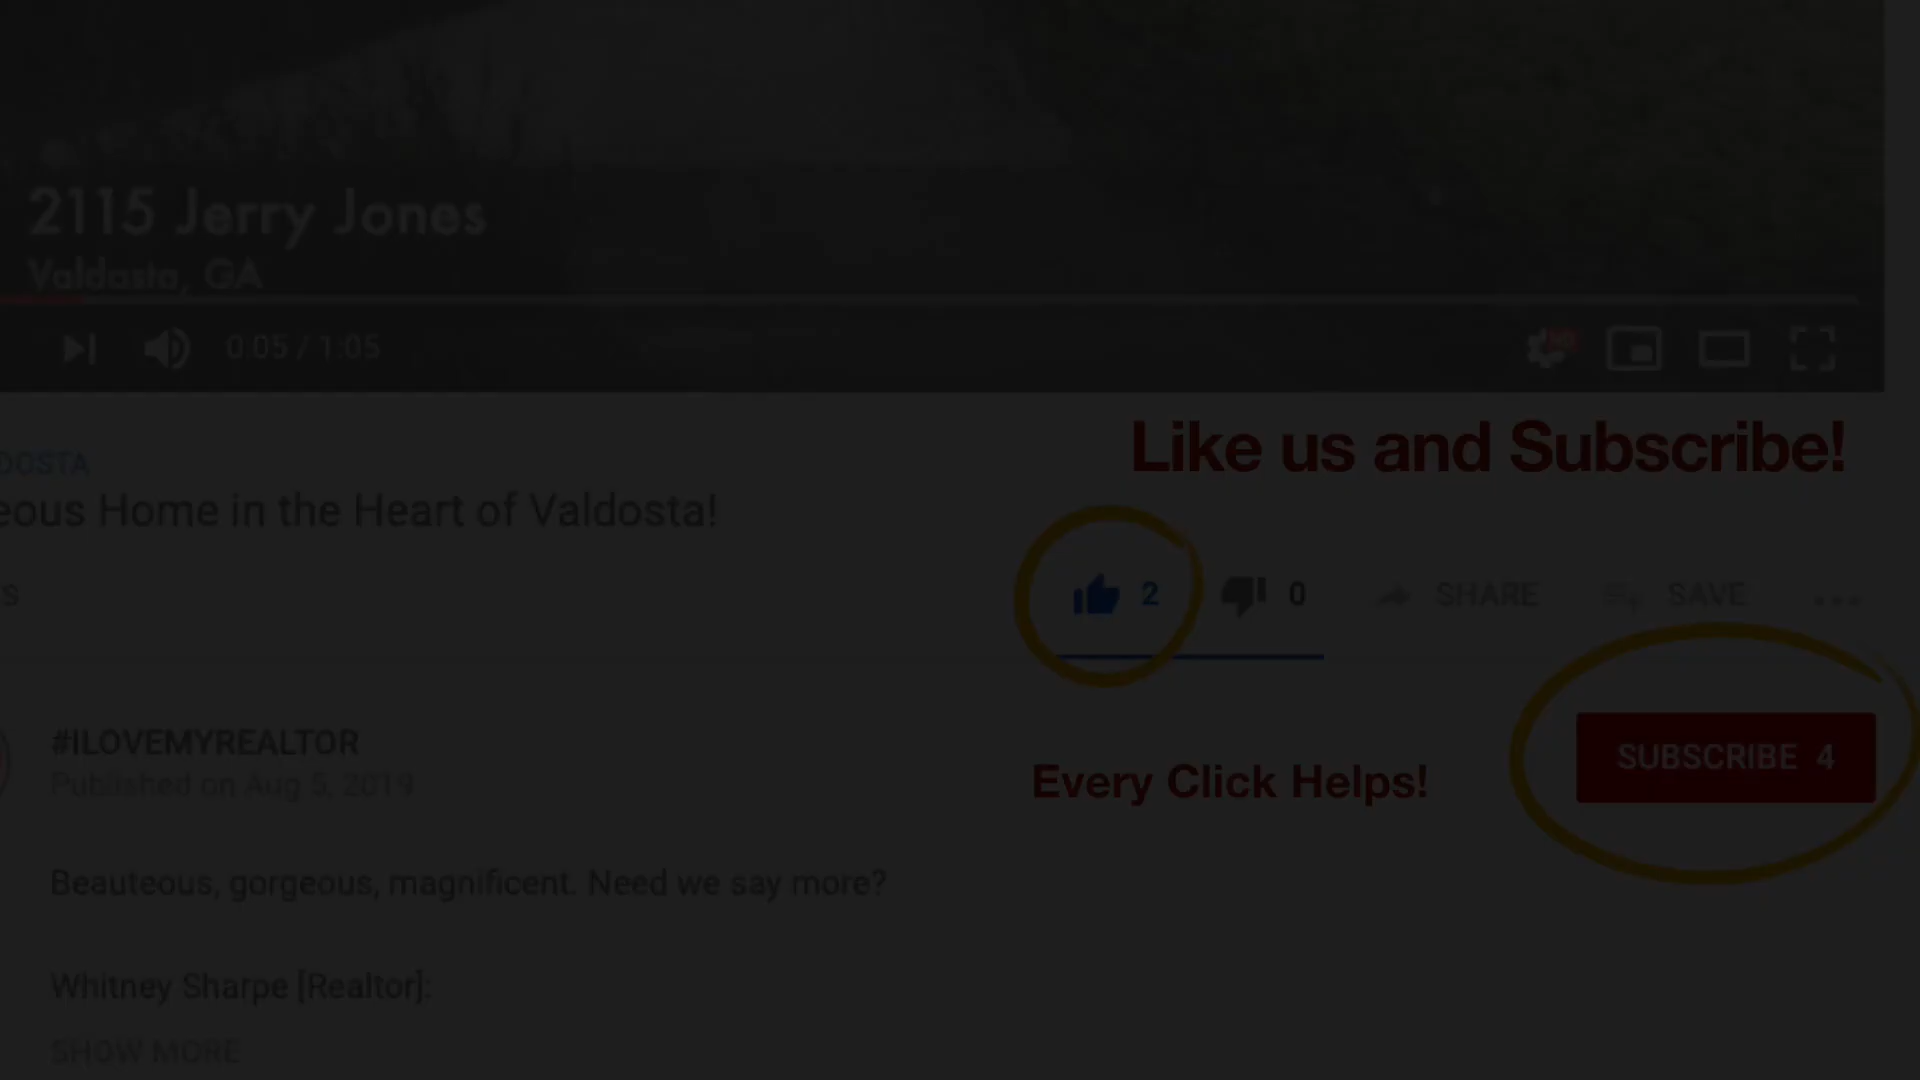 2115 Jerry Jones
Valdosta, GA
0:05 / 1:05
HD
Like us and Subscribe!
DOSTA
eous Home in the Heart of Valdosta!
s
2
0
SHARE
SAVE
#ILOVEMYREALTOR
Published on Aug 5, 2019
Every Click Helps!
SUBSCRIBE 4
Beauteous, gorgeous, magnificent. Need we say more?
Whitney Sharpe [Realtor]:
SHOW MORE